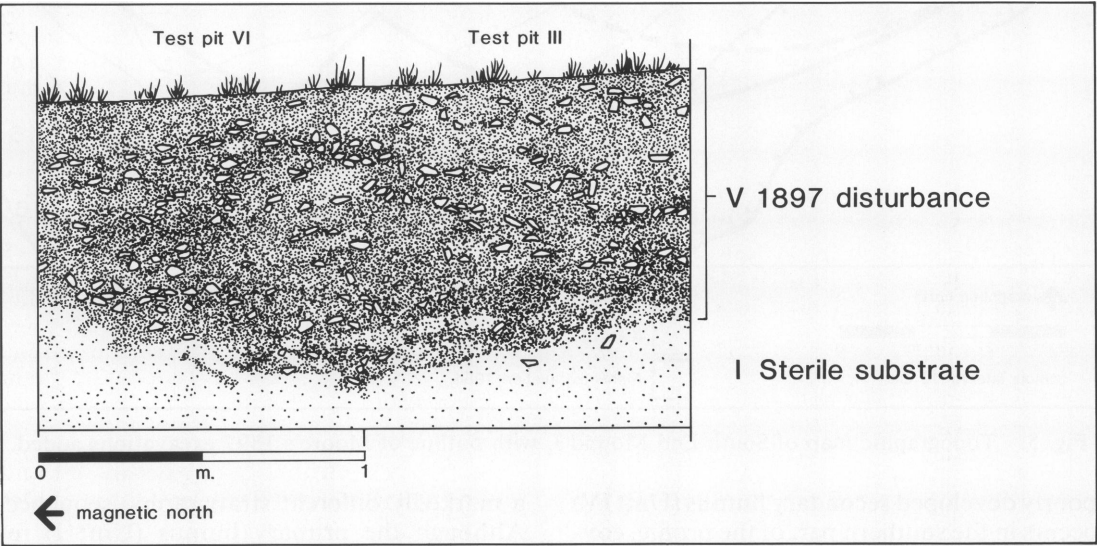 Test pit VI
Test pit III
V 1897 disturbance
I Sterile substrate
0 m. 1
magnetic north